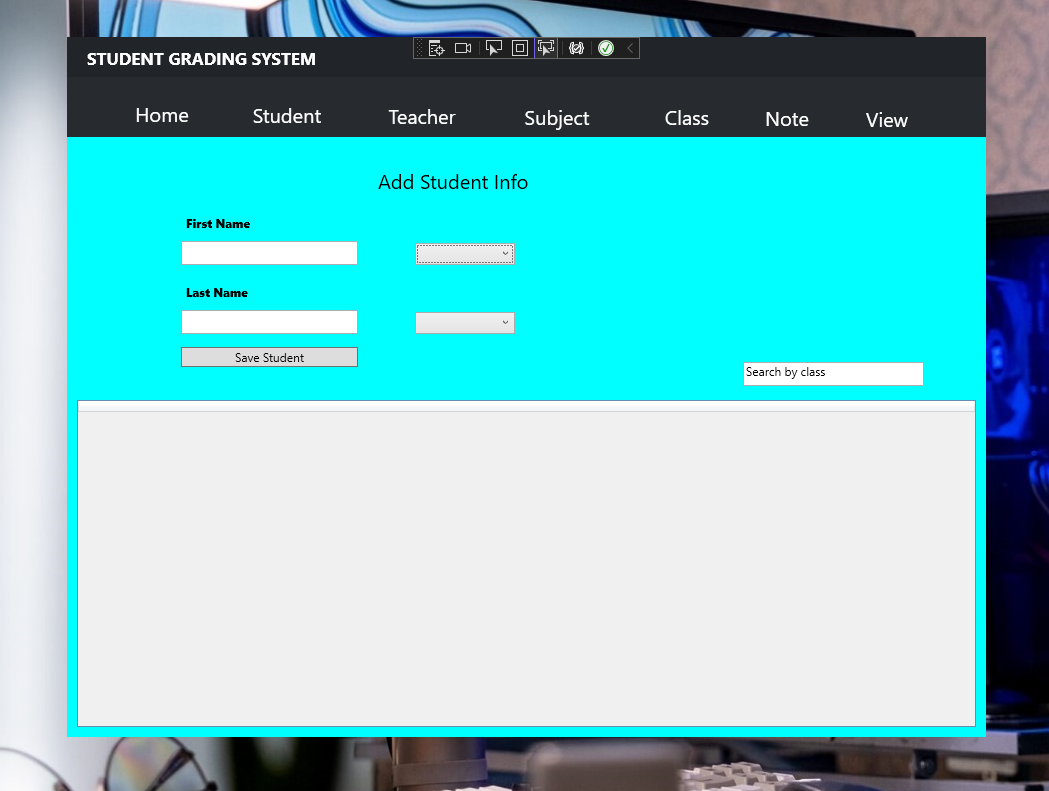 STUDENT GRADING SYSTEM
Home Student Teacher Subject Class Note View
Add Student Info
First Name
Last Name
Save Student
Search by class